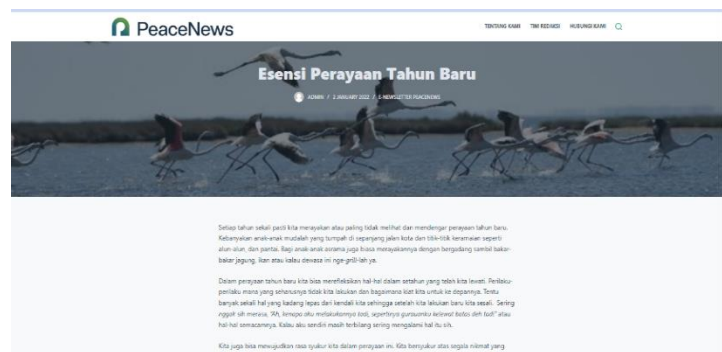 PeaceNews
TENTANG KAMI TIM REDAKSI HUBUNGI KAMI
Esensi Perayaan Tahun Baru
ADMIN / 2 JANUARY 2022 / E-NEWSLETTER PEACENEWS
Setiap tahun sekali pasti kita merayakan atau paling tidak melihat dan mendengar perayaan tahun baru.
Kebanyakan anak-anak mudalah yang tumpah di sepanjang jalan kota dan titik-titik keramaian seperti
alun-alun, dan pantai. Bagi anak-anak asrama juga biasa merayakannya dengan bergadang sambil bakar-
bakar jagung, ikan atau kalau dewasa ini nge-grill-lah ya.
Dalam perayaan tahun baru kita bisa merefleksikan hal-hal dalam setahun yang telah kita lewati. Perilaku-
perilaku mana yang seharusnya tidak kita lakukan dan bagaimana kiat kita untuk ke depannya. Tentu
banyak sekali hal yang kadang lepas dari kendali kita sehingga setelah kita lakukan baru kita sesali. Sering
nggak sih merasa, "Ah, kenapa aku melakukannya tadi, sepertinya gurauanku kelewat batas deh tadi" atau
hal-hal semacamnya. Kalau aku sendiri masih terbilang sering mengalami hal itu sih.
Kita juga bisa mewujudkan rasa syukur kita dalam perayaan ini. Kita bersyukur atas segala nikmat yang